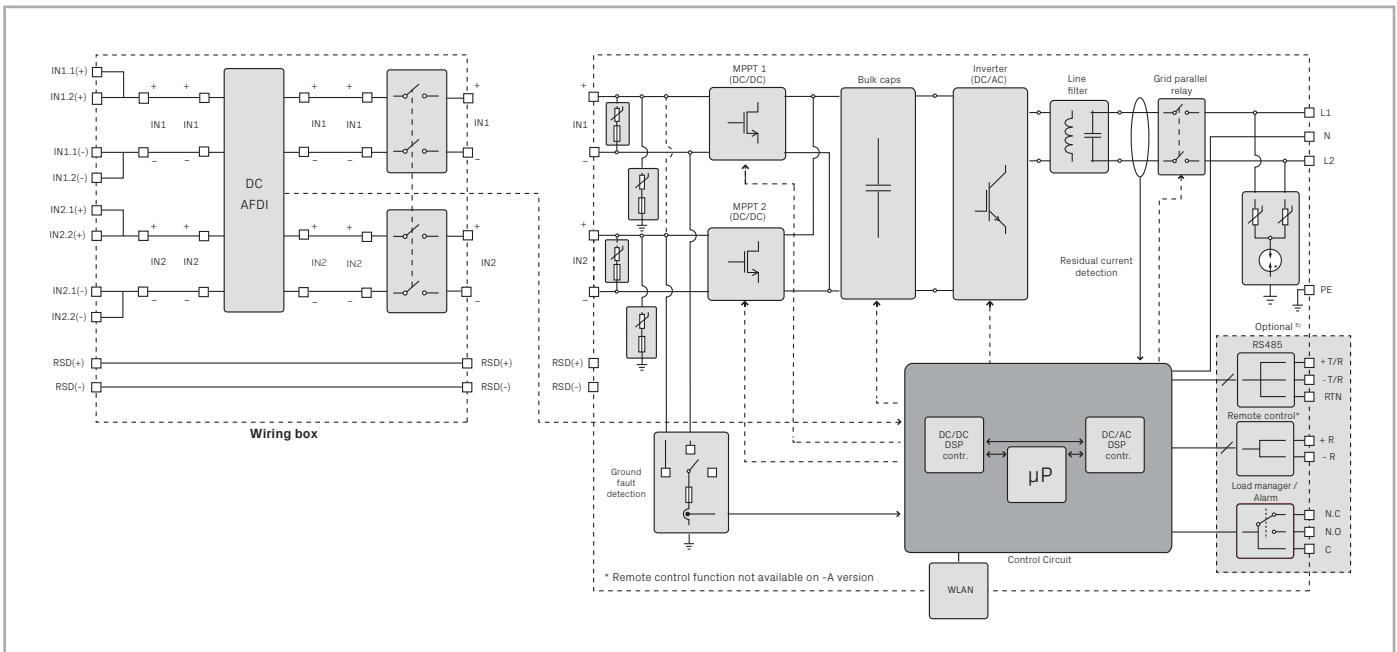 IN1.1(+)
IN1.2(+)
IN1.1(-)
IN1.2(-)
IN2.1(+)
IN2.2(+)
IN2.1(-)
IN2.2(-)
RSD(+)
RSD(-)
+ + + + +
IN1 IN1 IN1 IN1 IN1
– – – – –
DC
AFDI
+ + + + +
IN2 IN2 IN2 IN2 IN2
– – – – –
RSD(+)
RSD(-)
Wiring box
+
IN1
–
+
IN2
–
RSD(+)
RSD(-)
MPPT 1
(DC/DC)
MPPT 2
(DC/DC)
Bulk caps
Inverter
(DC/AC)
Line
filter
Grid parallel
relay
L1
N
L2
Residual current
detection
PE
Optional 5)
RS485
+ T/R
- T/R
RTN
Remote control*
+ R
- R
Load manager /
Alarm
N.C
N.O
C
Ground
fault
detection
DC/DC
DSP
contr.
µP
DC/AC
DSP
contr.
Control Circuit
* Remote control function not available on -A version
WLAN